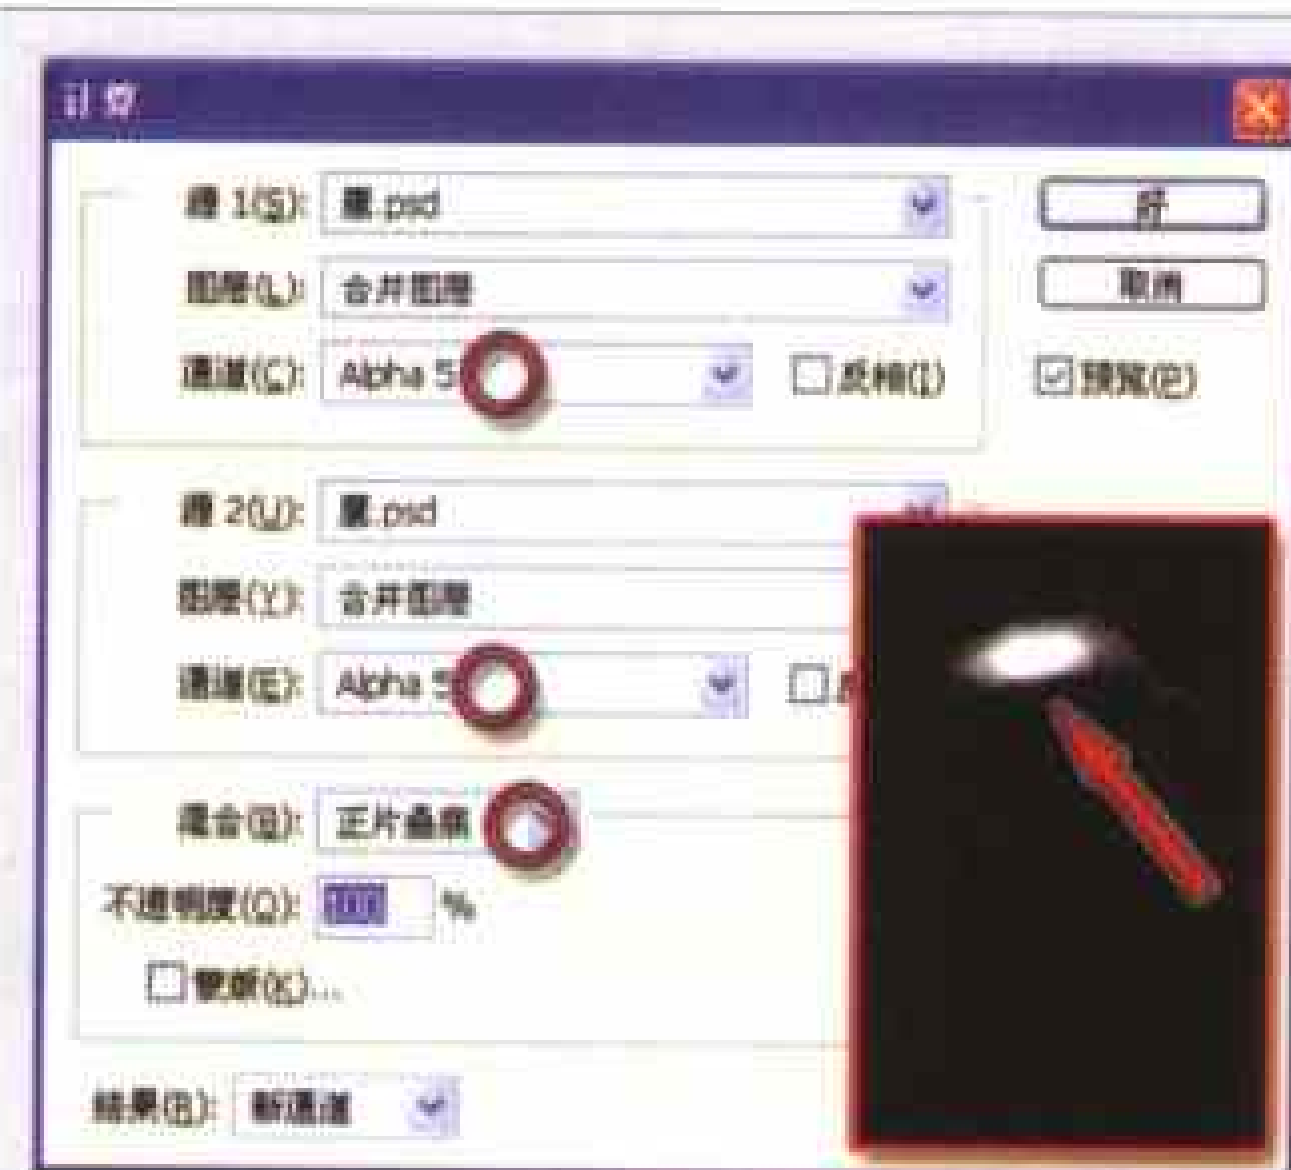 計算
源 1(S):
.psd
好
圖層(L):
合并圖層
取消
通道(C):
Alpha 5
反相(I)
預覽(P)
源 2(U):
.psd
圖層(Y):
合并圖層
通道(E):
Alpha 5
混合(B):
正片疊底
不透明度(O):
100
%
蒙版(K)...
結果(R):
新通道